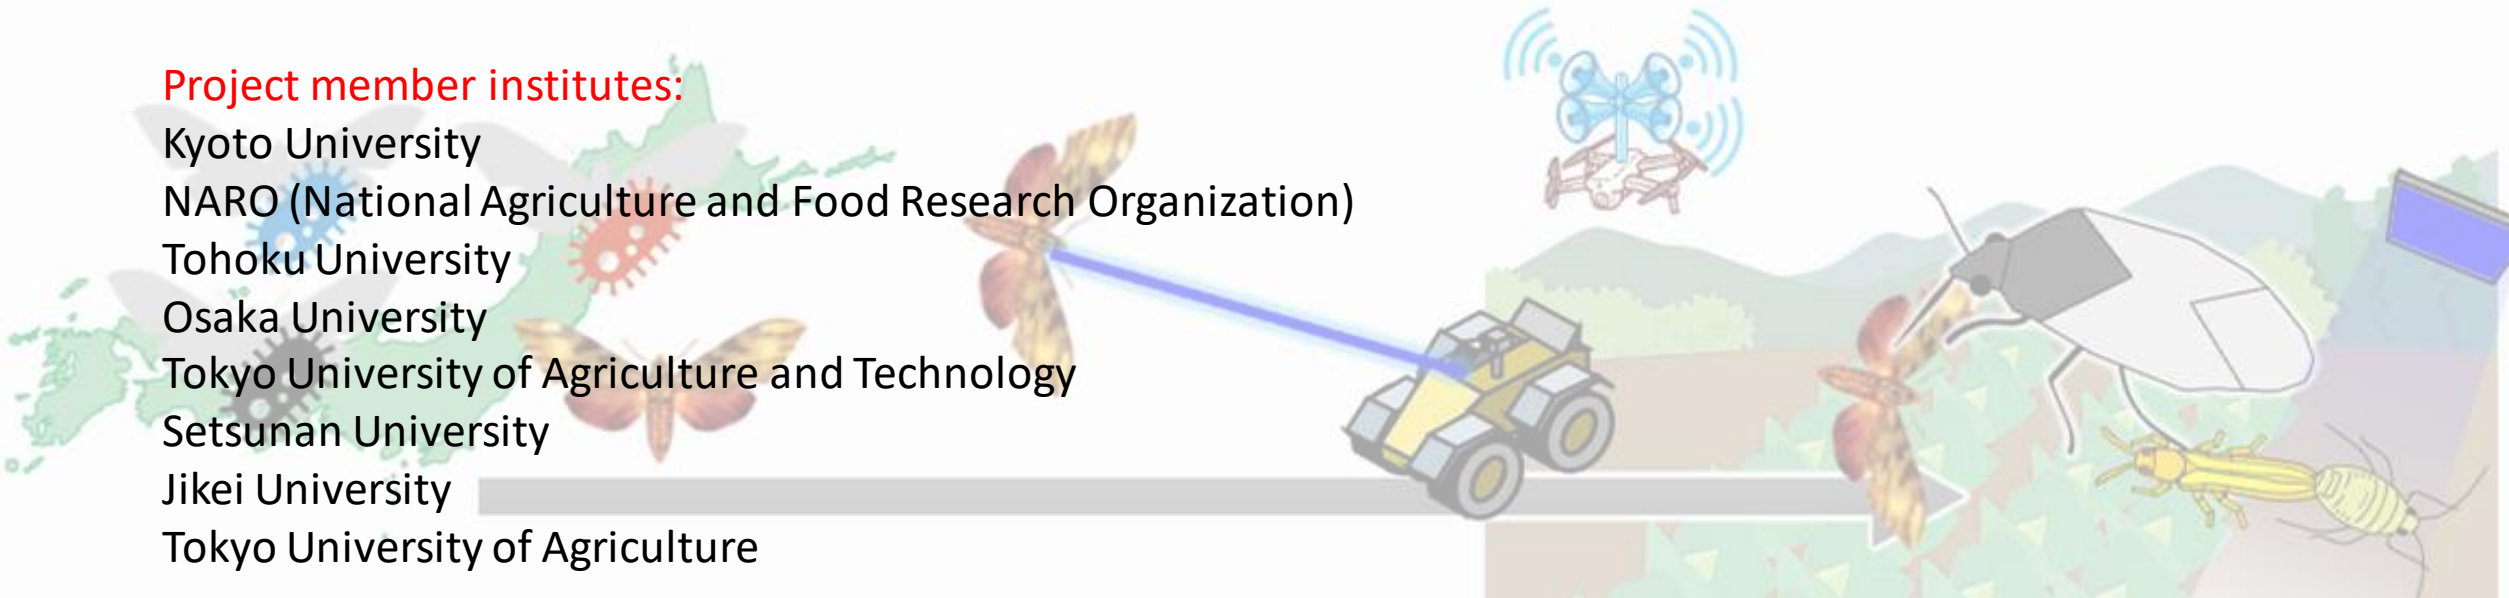 Project member institutes:
Kyoto University
NARO (National Agriculture and Food Research Organization)
Tohoku University
Osaka University
Tokyo University of Agriculture and Technology
Setsunan University
Jikei University
Tokyo University of Agriculture